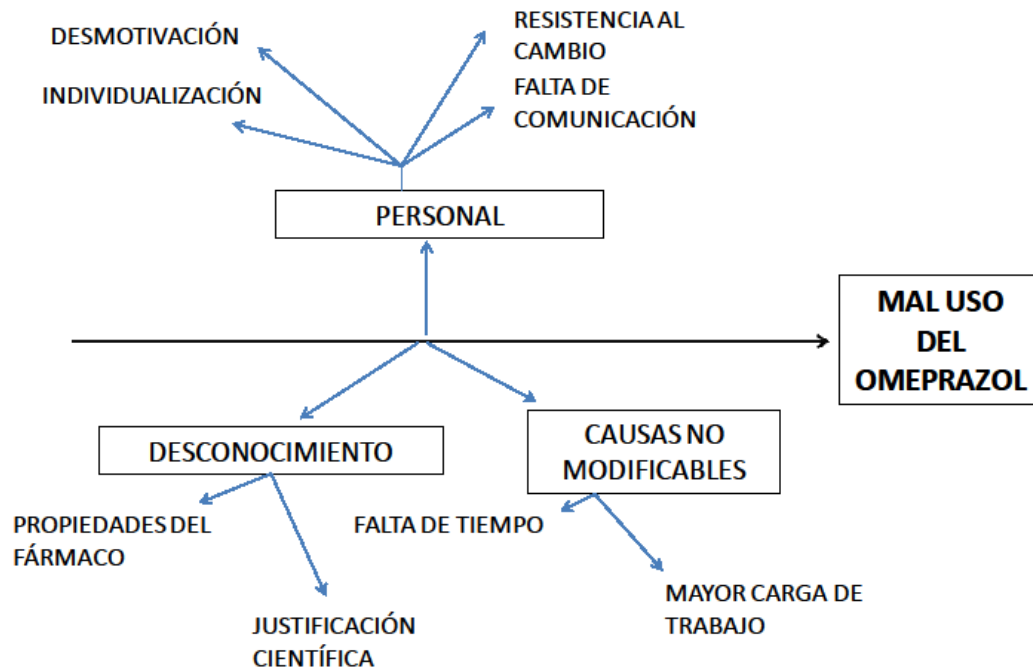 DESMOTIVACIÓN
INDIVIDUALIZACIÓN
RESISTENCIA AL
CAMBIO
FALTA DE
COMUNICACIÓN
PERSONAL
MAL USO
DEL
OMEPRAZOL
DESCONOCIMIENTO
CAUSAS NO
MODIFICABLES
PROPIEDADES DEL
FÁRMACO
JUSTIFICACIÓN
CIENTÍFICA
FALTA DE TIEMPO
MAYOR CARGA DE
TRABAJO